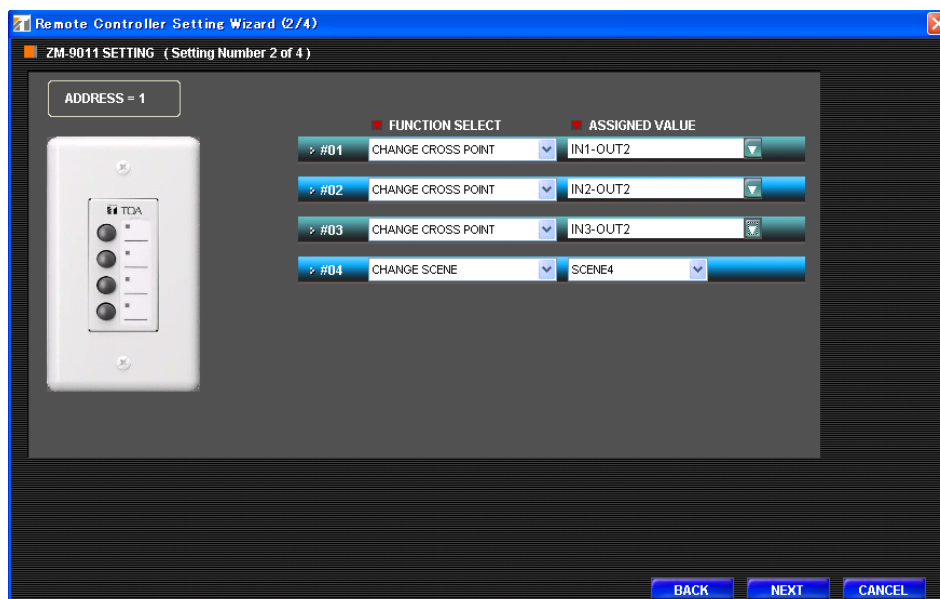 Remote Controller Setting Wizard (2/4)
ZM-9011 SETTING ( Setting Number 2 of 4 )
ADDRESS = 1
FUNCTION SELECT ASSIGNED VALUE
> #01 CHANGE CROSS POINT IN1-OUT2
> #02 CHANGE CROSS POINT IN2-OUT2
> #03 CHANGE CROSS POINT IN3-OUT2
> #04 CHANGE SCENE SCENE4
TOA
BACK NEXT CANCEL